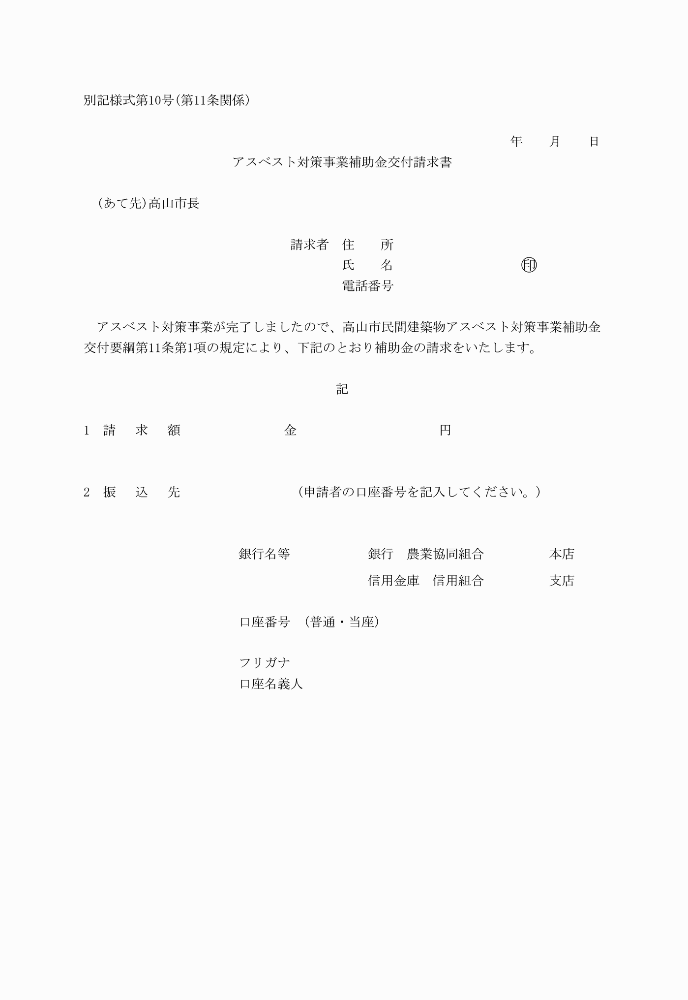 別記様式第10号(第11条関係)
年　　月　　日
アスベスト対策事業補助金交付請求書
(あて先)高山市長
請求者　住　　所
氏　　名　　　　　　　　　　㊞
電話番号
　アスベスト対策事業が完了しましたので、高山市民間建築物アスベスト対策事業補助金
交付要綱第11条第1項の規定により、下記のとおり補助金の請求をいたします。
記
1　請　求　額　　　　　　　　金　　　　　　　　　　　円
2　振　込　先　　　　　　　　　(申請者の口座番号を記入してください。)
銀行名等　　　　　　銀行　農業協同組合　　　　　本店
信用金庫　信用組合　　　　　支店
口座番号　(普通・当座)
フリガナ
口座名義人